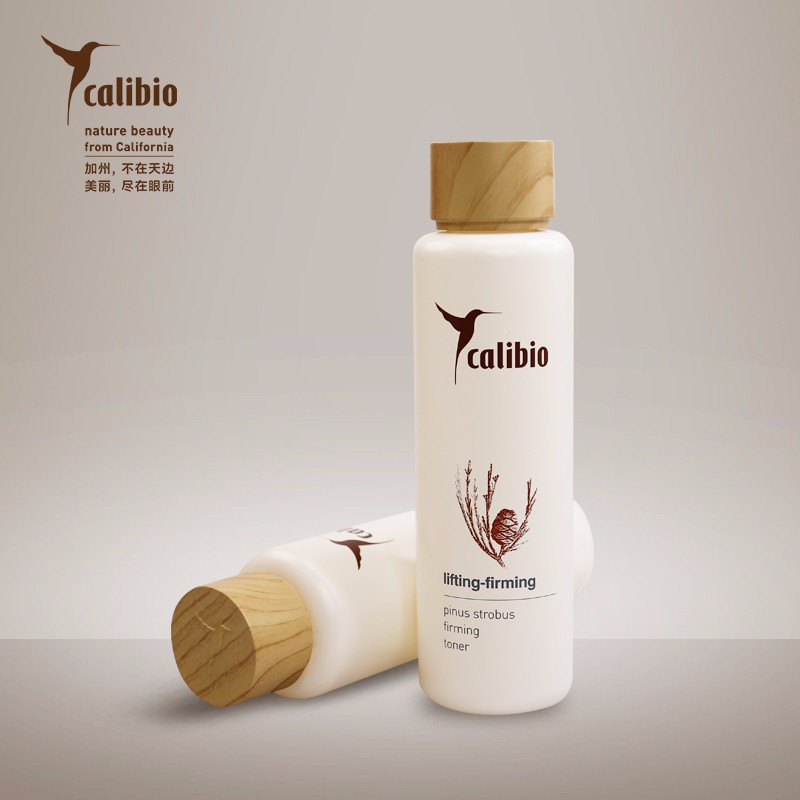 calibio
nature beauty
from California
加州，不在天边
美丽，尽在眼前
calibio
lifting-firming
pinus strobus
firming
toner